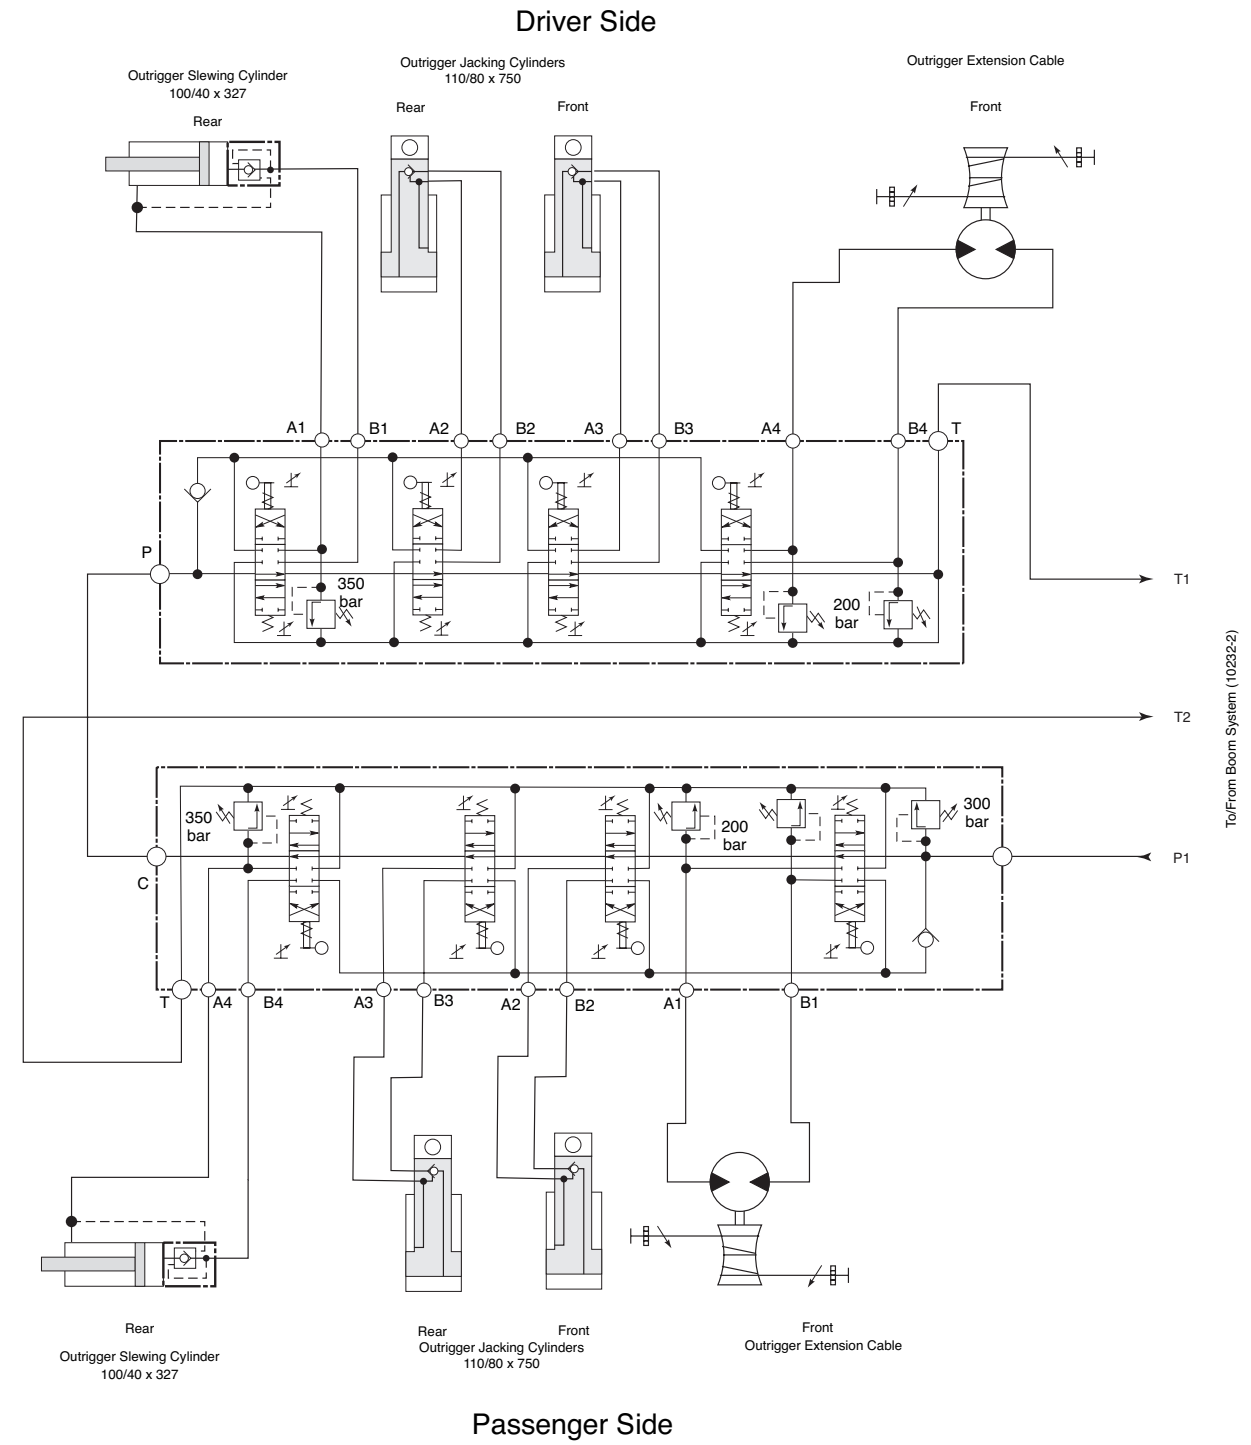 Driver Side
Outrigger Slewing Cylinder
100/40 x 327
Rear
Outrigger Jacking Cylinders
110/80 x 750
Rear
Front
Outrigger Extension Cable
Front
A1
B1
A2
B2
A3
B3
A4
B4
T
P
350
bar
200
bar
T1
T2
To/From Boom System (10232-2)
350
bar
200
bar
300
bar
C
P1
T
A4
B4
A3
B3
A2
B2
A1
B1
Rear
Outrigger Slewing Cylinder
100/40 x 327
Rear
Front
Outrigger Jacking Cylinders
110/80 x 750
Front
Outrigger Extension Cable
Passenger Side